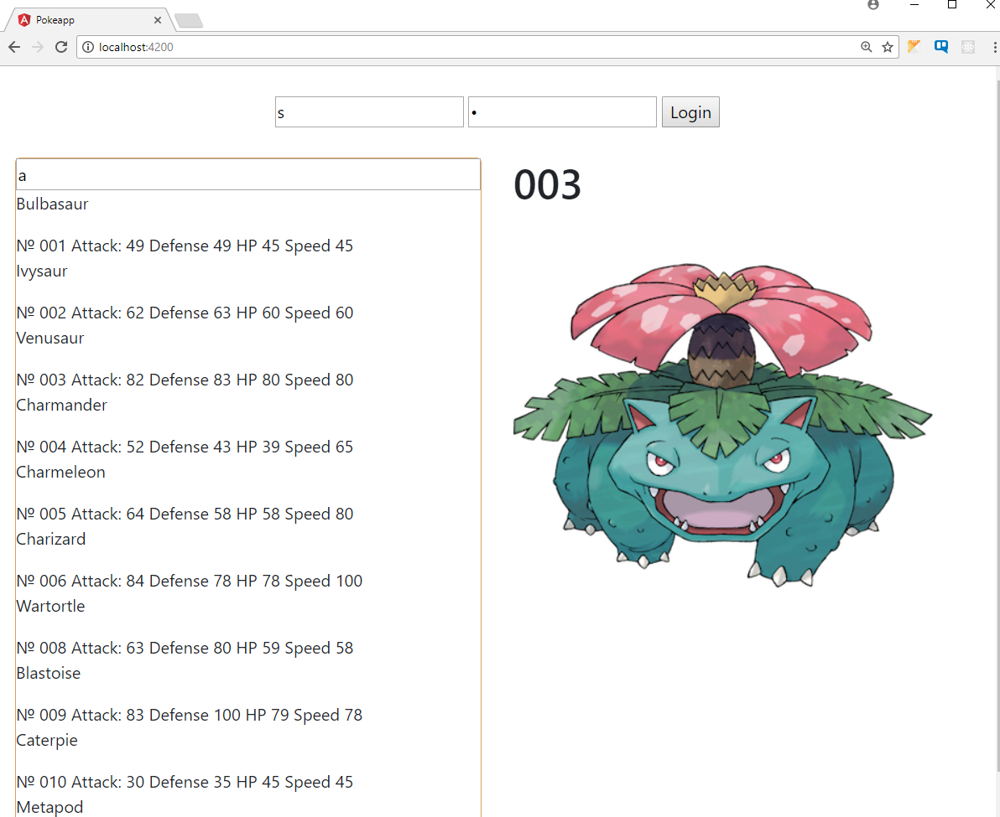 Pokeapp
localhost:4200
s
•
Login
a
Bulbasaur
№ 001 Attack: 49 Defense 49 HP 45 Speed 45
Ivysaur
№ 002 Attack: 62 Defense 63 HP 60 Speed 60
Venusaur
№ 003 Attack: 82 Defense 83 HP 80 Speed 80
Charmander
№ 004 Attack: 52 Defense 43 HP 39 Speed 65
Charmeleon
№ 005 Attack: 64 Defense 58 HP 58 Speed 80
Charizard
№ 006 Attack: 84 Defense 78 HP 78 Speed 100
Wartortle
№ 008 Attack: 63 Defense 80 HP 59 Speed 58
Blastoise
№ 009 Attack: 83 Defense 100 HP 79 Speed 78
Caterpie
№ 010 Attack: 30 Defense 35 HP 45 Speed 45
Metapod
003